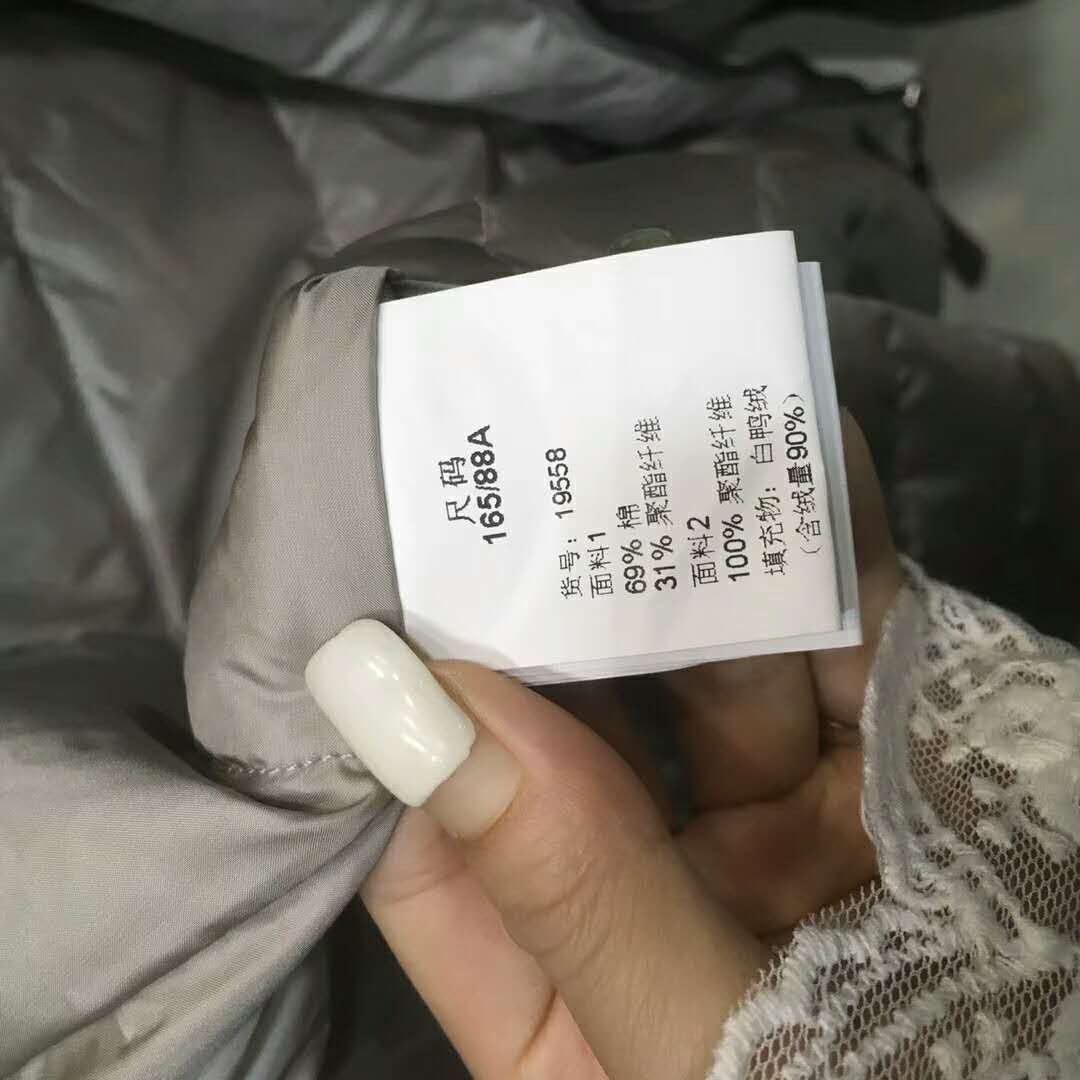 尺码
165/88A
货号：19558
面料1
69% 棉
31% 聚酯纤维
面料2
100% 聚酯纤维
填充物：白鸭绒
（含绒量90%）